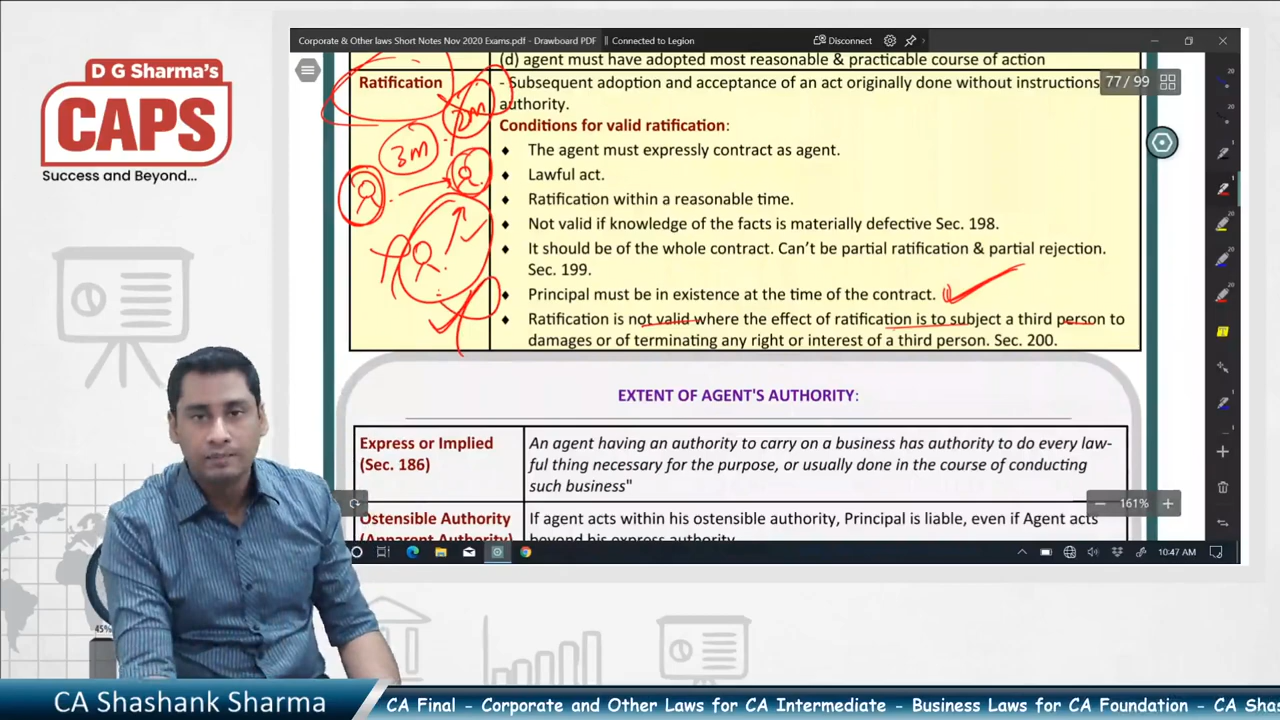 D G Sharma's
CAPS
Success and Beyond...
Corporate & Other laws Short Notes Nov 2020 Exams.pdf - Drawboard PDF
Connected to Legion
Disconnect
(d) agent must have adopted most reasonable & practicable course of action
77 / 99
Ratification
- Subsequent adoption and acceptance of an act originally done without instructions
authority.
Conditions for valid ratification:
♦ The agent must expressly contract as agent.
♦ Lawful act.
♦ Ratification within a reasonable time.
♦ Not valid if knowledge of the facts is materially defective Sec. 198.
♦ It should be of the whole contract. Can't be partial ratification & partial rejection.
Sec. 199.
♦ Principal must be in existence at the time of the contract.
♦ Ratification is not valid where the effect of ratification is to subject a third person to
damages or of terminating any right or interest of a third person. Sec. 200.
2m
3m
EXTENT OF AGENT'S AUTHORITY:
Express or Implied
(Sec. 186)
An agent having an authority to carry on a business has authority to do every law-
ful thing necessary for the purpose, or usually done in the course of conducting
such business"
161%
Ostensible Authority
(Apparent Authority)
If agent acts within his ostensible authority, Principal is liable, even if Agent acts
beyond his express authority
10:47 AM
45%
CA Shashank Sharma
CA Final - Corporate and Other Laws for CA Intermediate - Business Laws for CA Foundation - CA Shas